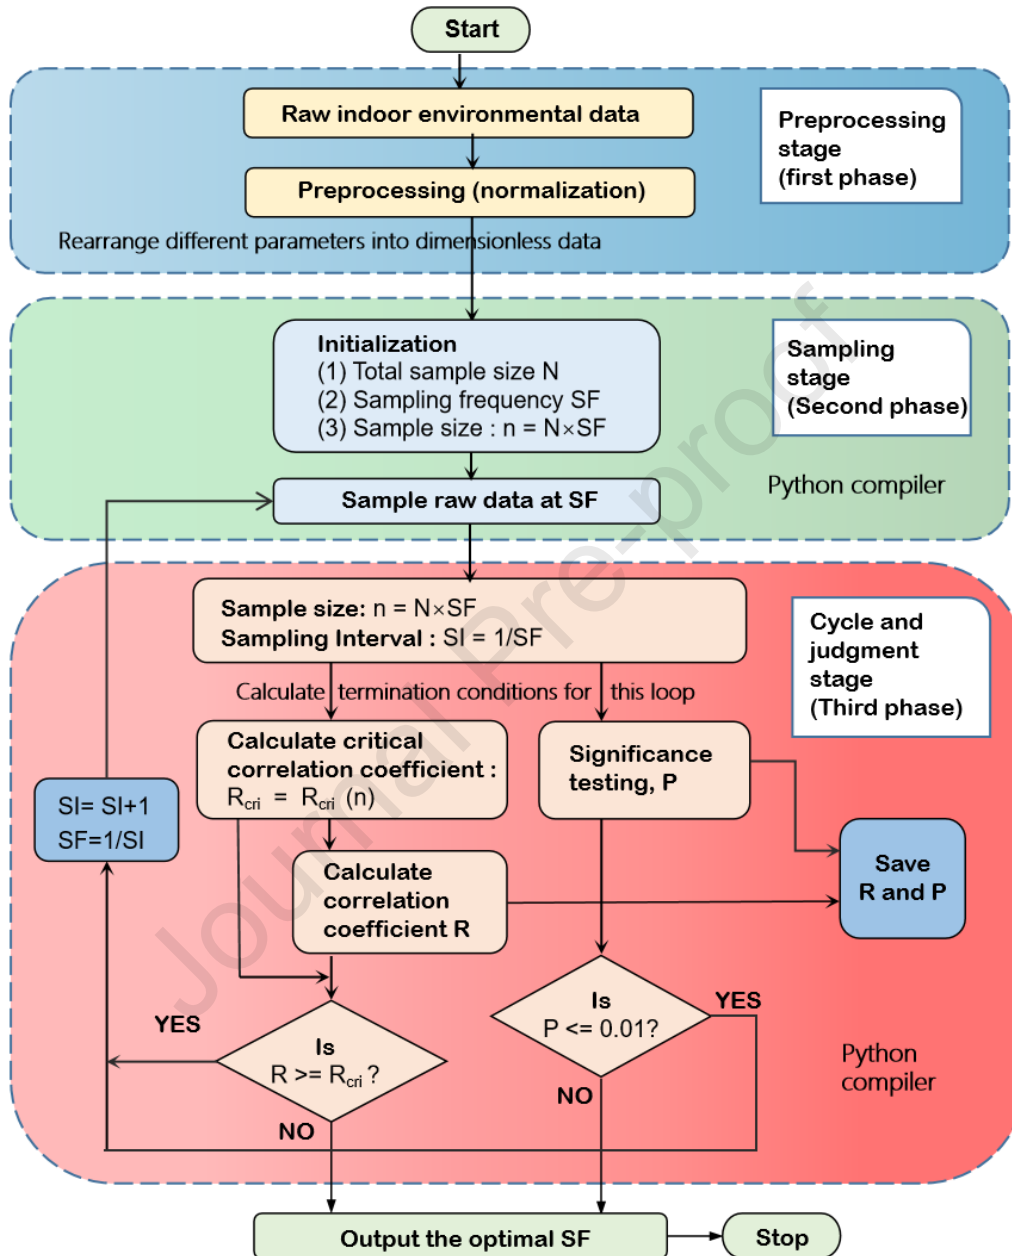 Start
Raw indoor environmental data
Preprocessing (normalization)
Rearrange different parameters into dimensionless data
Preprocessing
stage
(first phase)
Initialization
(1) Total sample size N
(2) Sampling frequency SF
(3) Sample size : n = N×SF
Sample raw data at SF
Sampling
stage
(Second phase)
Python compiler
Sample size: n = N×SF
Sampling Interval : SI = 1/SF
Calculate termination conditions for this loop
Cycle and
judgment
stage
(Third phase)
Calculate critical
correlation coefficient :
Rcri = Rcri (n)
Significance
testing, P
SI= SI+1
SF=1/SI
Calculate
correlation
coefficient R
Save
R and P
Is
R >= Rcri ?
YES
NO
Is
P <= 0.01?
YES
NO
Python
compiler
Output the optimal SF
Stop
Journal Pre-proof